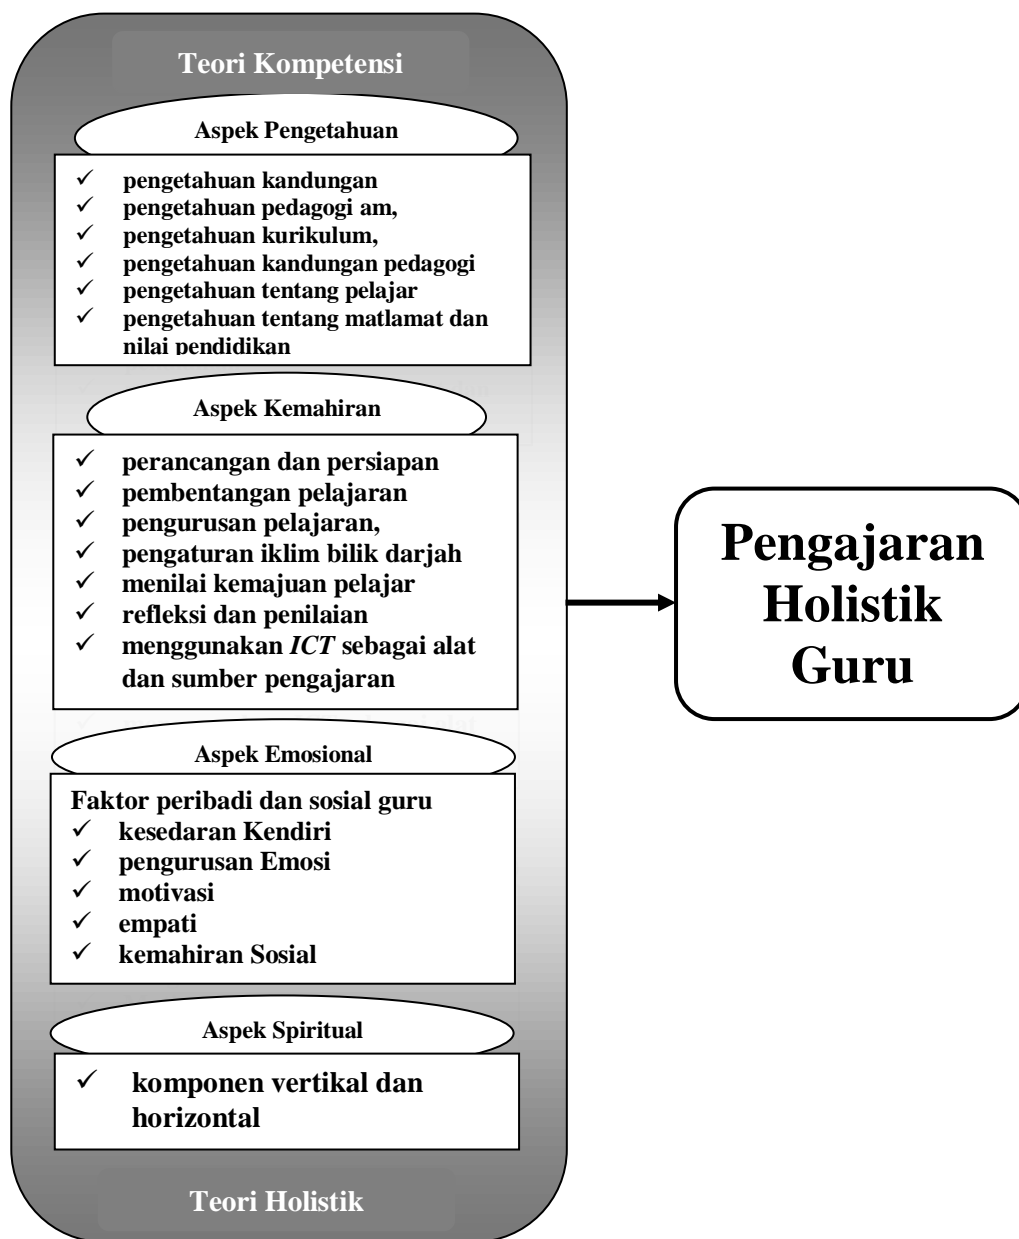 Teori Kompetensi
Aspek Pengetahuan
✓ pengetahuan kandungan
✓ pengetahuan pedagogi am,
✓ pengetahuan kurikulum,
✓ pengetahuan kandungan pedagogi
✓ pengetahuan tentang pelajar
✓ pengetahuan tentang matlamat dan
nilai pendidikan
Aspek Kemahiran
✓ perancangan dan persiapan
✓ pembentangan pelajaran
✓ pengurusan pelajaran,
✓ pengaturan iklim bilik darjah
✓ menilai kemajuan pelajar
✓ refleksi dan penilaian
✓ menggunakan ICT sebagai alat
dan sumber pengajaran
Aspek Emosional
Faktor peribadi dan sosial guru
✓ kesedaran Kendiri
✓ pengurusan Emosi
✓ motivasi
✓ empati
✓ kemahiran Sosial
Aspek Spiritual
✓ komponen vertikal dan
horizontal
Teori Holistik
Pengajaran
Holistik
Guru